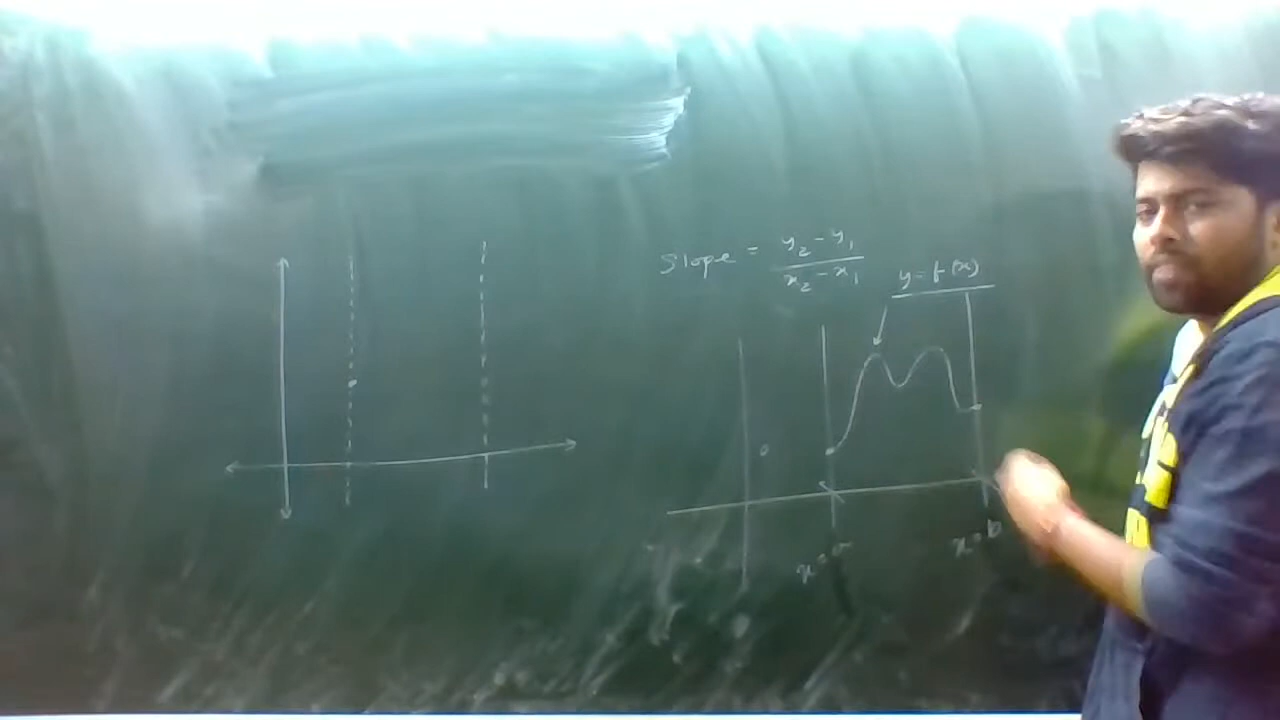 Slope = y₂ - y₁ / x₂ - x₁
y = f(x)
x = b